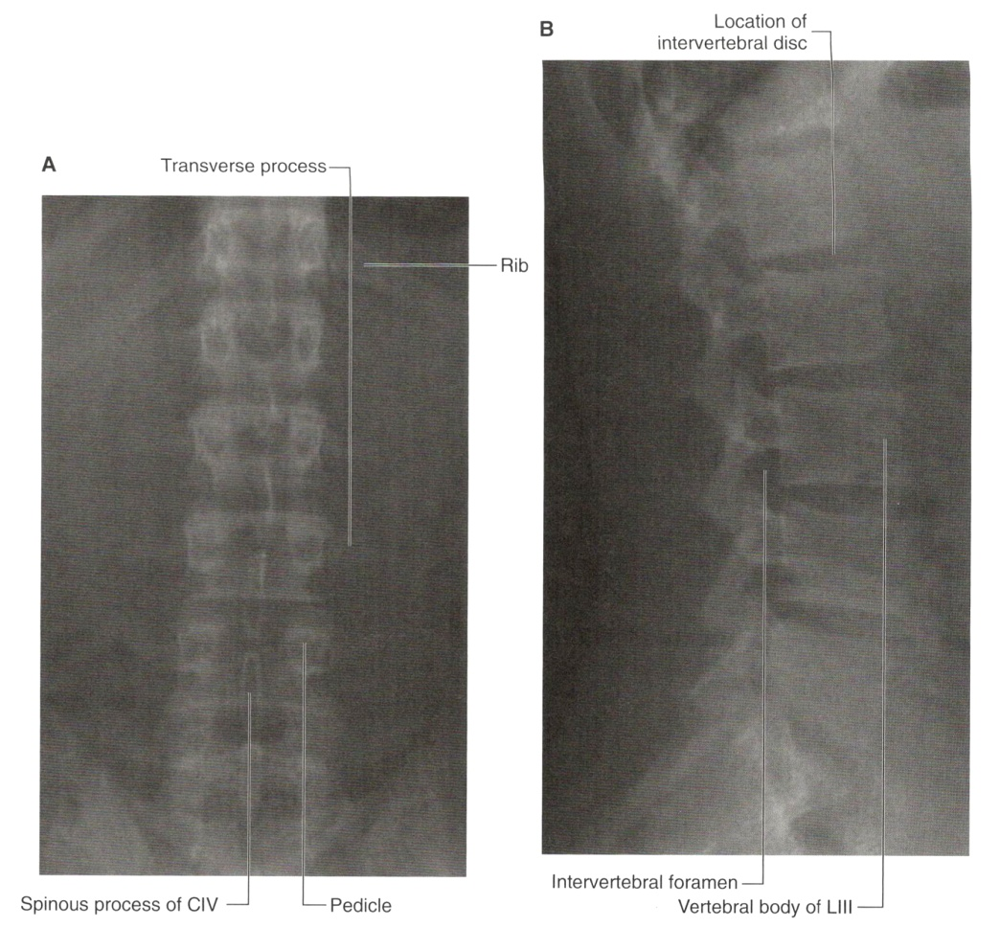 B
Location of
intervertebral disc
A
Transverse process
Rib
Spinous process of CIV
Pedicle
Intervertebral foramen
Vertebral body of LIII